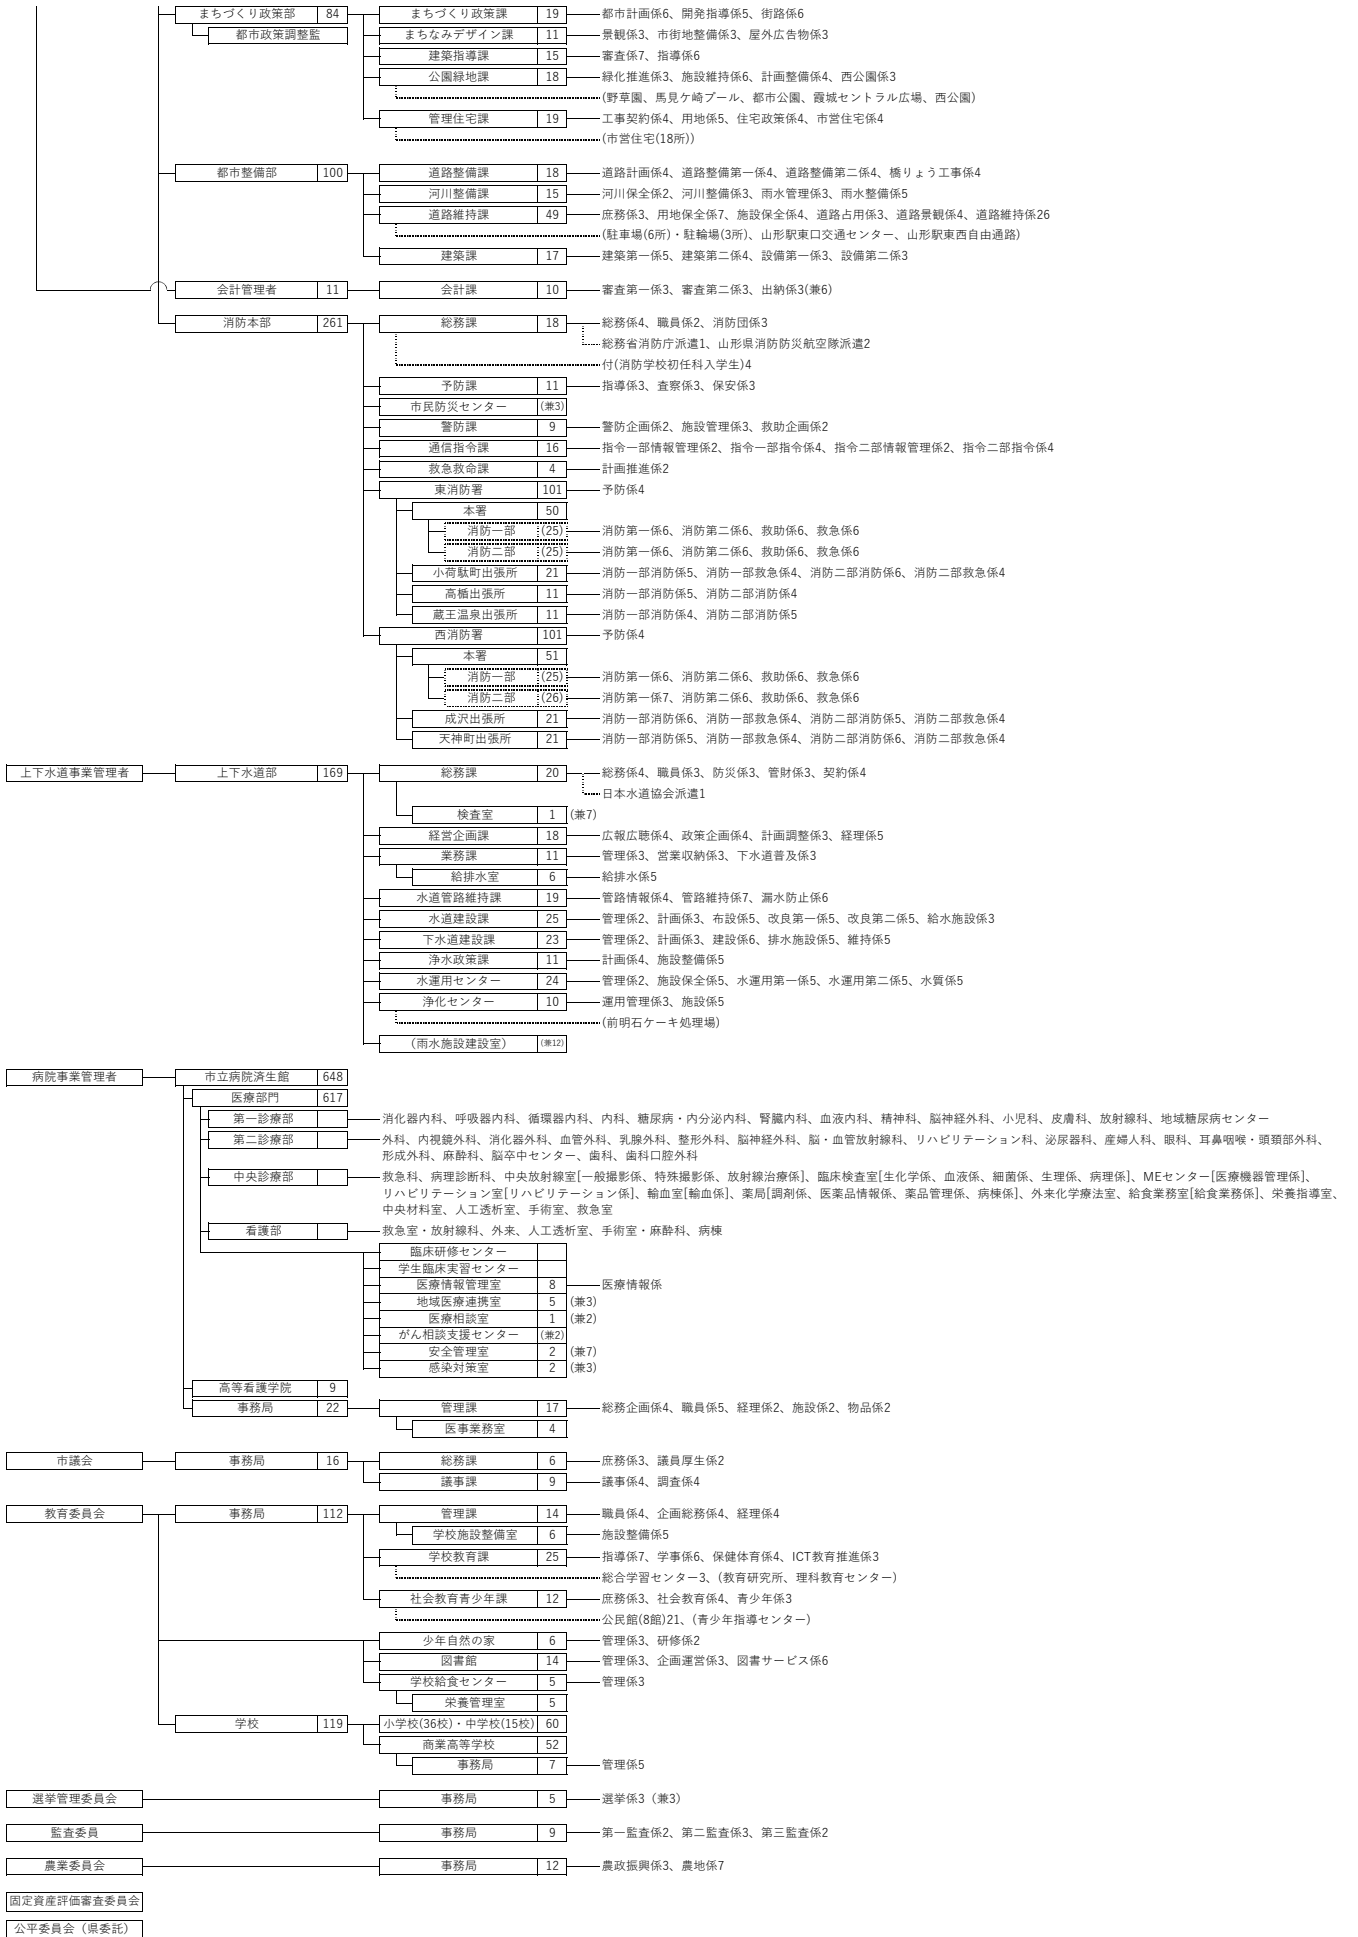 まちづくり政策部 84 まちづくり政策課 19 都市計画係6、開発指導係5、街路係6
都市政策調整監 まちなみデザイン課 11 景観係3、市街地整備係3、屋外広告物係3
建築指導課 15 審査係7、指導係6
公園緑地課 18 緑化推進係3、施設維持係6、計画整備係4、西公園係3
(野草園、馬見ケ崎プール、都市公園、霞城セントラル広場、西公園)
管理住宅課 19 工事契約係4、用地係5、住宅政策係4、市営住宅係4
(市営住宅(18所))
都市整備部 100 道路整備課 18 道路計画係4、道路整備第一係4、道路整備第二係4、橋りょう工事係4
河川整備課 15 河川保全係2、河川整備係3、雨水管理係3、雨水整備係5
道路維持課 49 庶務係3、用地保全係7、施設保全係4、道路占用係3、道路景観係4、道路維持係26
(駐車場(6所)・駐輪場(3所)、山形駅東口交通センター、山形駅東西自由通路)
建築課 17 建築第一係5、建築第二係4、設備第一係3、設備第二係3
会計管理者 11 会計課 10 審査第一係3、審査第二係3、出納係3(兼6)
消防本部 261 総務課 18 総務係4、職員係2、消防団係3
総務省消防庁派遣1、山形県消防防災航空隊派遣2
付(消防学校初任科入学生)4
予防課 11 指導係3、査察係3、保安係3
市民防災センター (兼3)
警防課 9 警防企画係2、施設管理係3、救助企画係2
通信指令課 16 指令一部情報管理係2、指令一部指令係4、指令二部情報管理係2、指令二部指令係4
救急救命課 4 計画推進係2
東消防署 101 予防係4
本署 50
消防一部 (25) 消防第一係6、消防第二係6、救助係6、救急係6
消防二部 (25) 消防第一係6、消防第二係6、救助係6、救急係6
小荷駄町出張所 21 消防一部消防係5、消防一部救急係4、消防二部消防係6、消防二部救急係4
高楯出張所 11 消防一部消防係5、消防二部消防係4
蔵王温泉出張所 11 消防一部消防係4、消防二部消防係5
西消防署 101 予防係4
本署 51
消防一部 (25) 消防第一係6、消防第二係6、救助係6、救急係6
消防二部 (26) 消防第一係7、消防第二係6、救助係6、救急係6
成沢出張所 21 消防一部消防係6、消防一部救急係4、消防二部消防係5、消防二部救急係4
天神町出張所 21 消防一部消防係5、消防一部救急係4、消防二部消防係6、消防二部救急係4
上下水道事業管理者 上下水道部 169 総務課 20 総務係4、職員係3、防災係3、管財係3、契約係4
日本水道協会派遣1
検査室 1 (兼7)
経営企画課 18 広報広聴係4、政策企画係4、計画調整係3、経理係5
業務課 11 管理係3、営業収納係3、下水道普及係3
給排水室 6 給排水係5
水道管路維持課 19 管路情報係4、管路維持係7、漏水防止係6
水道建設課 25 管理係2、計画係3、布設係5、改良第一係5、改良第二係5、給水施設係3
下水道建設課 23 管理係2、計画係3、建設係6、排水施設係5、維持係5
浄水政策課 11 計画係4、施設整備係5
水運用センター 24 管理係2、施設保全係5、水運用第一係5、水運用第二係5、水質係5
浄化センター 10 運用管理係3、施設係5
(前明石ケーキ処理場)
（雨水施設建設室） (兼12)
病院事業管理者 市立病院済生館 648
医療部門 617
第一診療部 消化器内科、呼吸器内科、循環器内科、内科、糖尿病・内分泌内科、腎臓内科、血液内科、精神科、脳神経外科、小児科、皮膚科、放射線科、地域糖尿病センター
第二診療部 外科、内視鏡外科、消化器外科、血管外科、乳腺外科、整形外科、脳神経外科、脳・血管放射線科、リハビリテーション科、泌尿器科、産婦人科、眼科、耳鼻咽喉・頭頚部外科、
形成外科、麻酔科、脳卒中センター、歯科、歯科口腔外科
中央診療部 救急科、病理診断科、中央放射線室[一般撮影係、特殊撮影係、放射線治療係]、臨床検査室[生化学係、血液係、細菌係、生理係、病理係]、MEセンター[医療機器管理係]、
リハビリテーション室[リハビリテーション係]、輸血室[輸血係]、薬局[調剤係、医薬品情報係、薬品管理係、病棟係]、外来化学療法室、給食業務室[給食業務係]、栄養指導室、
中央材料室、人工透析室、手術室、救急室
看護部 救急室・放射線科、外来、人工透析室、手術室・麻酔科、病棟
臨床研修センター
学生臨床実習センター
医療情報管理室 8 医療情報係
地域医療連携室 5 (兼3)
医療相談室 1 (兼2)
がん相談支援センター (兼2)
安全管理室 2 (兼7)
感染対策室 2 (兼3)
高等看護学院 9
事務局 22 管理課 17 総務企画係4、職員係5、経理係2、施設係2、物品係2
医事業務室 4
市議会 事務局 16 総務課 6 庶務係3、議員厚生係2
議事課 9 議事係4、調査係4
教育委員会 事務局 112 管理課 14 職員係4、企画総務係4、経理係4
学校施設整備室 6 施設整備係5
学校教育課 25 指導係7、学事係6、保健体育係4、ICT教育推進係3
総合学習センター3、(教育研究所、理科教育センター)
社会教育青少年課 12 庶務係3、社会教育係4、青少年係3
公民館(8館)21、(青少年指導センター)
少年自然の家 6 管理係3、研修係2
図書館 14 管理係3、企画運営係3、図書サービス係6
学校給食センター 5 管理係3
栄養管理室 5
学校 119 小学校(36校)・中学校(15校) 60
商業高等学校 52
事務局 7 管理係5
選挙管理委員会 事務局 5 選挙係3（兼3）
監査委員 事務局 9 第一監査係2、第二監査係3、第三監査係2
農業委員会 事務局 12 農政振興係3、農地係7
固定資産評価審査委員会
公平委員会（県委託）